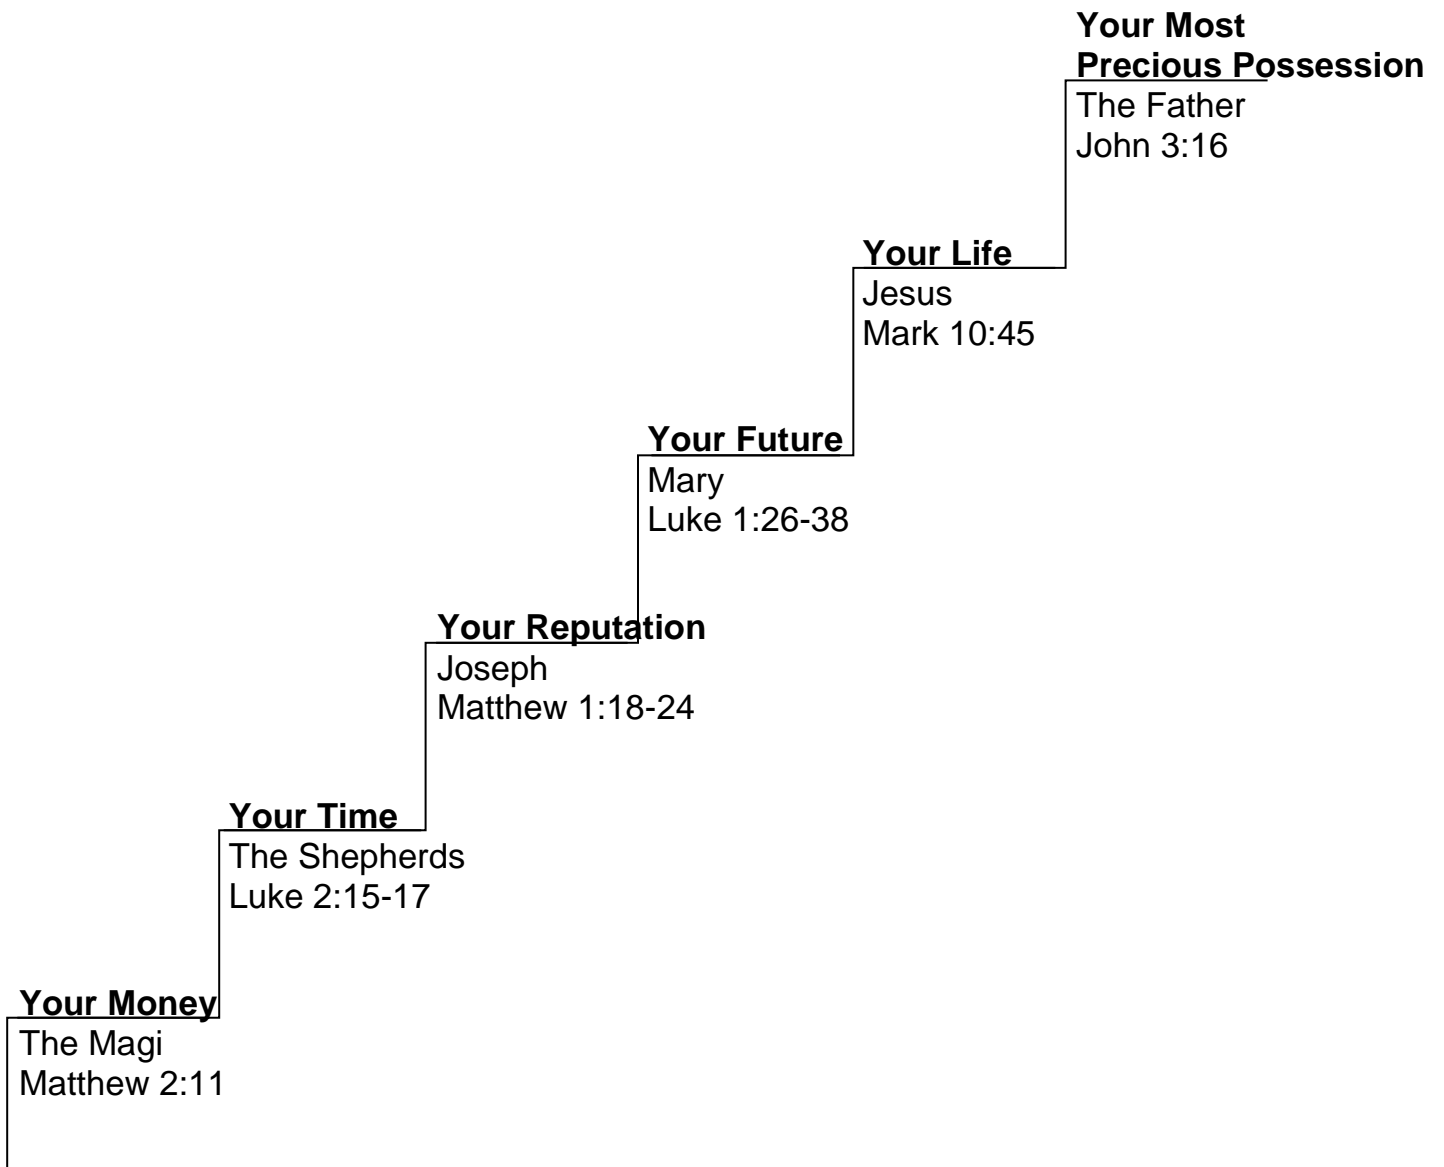 Your Most
Precious Possession
The Father
John 3:16
Your Life
Jesus
Mark 10:45
Your Future
Mary
Luke 1:26-38
Your Reputation
Joseph
Matthew 1:18-24
Your Time
The Shepherds
Luke 2:15-17
Your Money
The Magi
Matthew 2:11